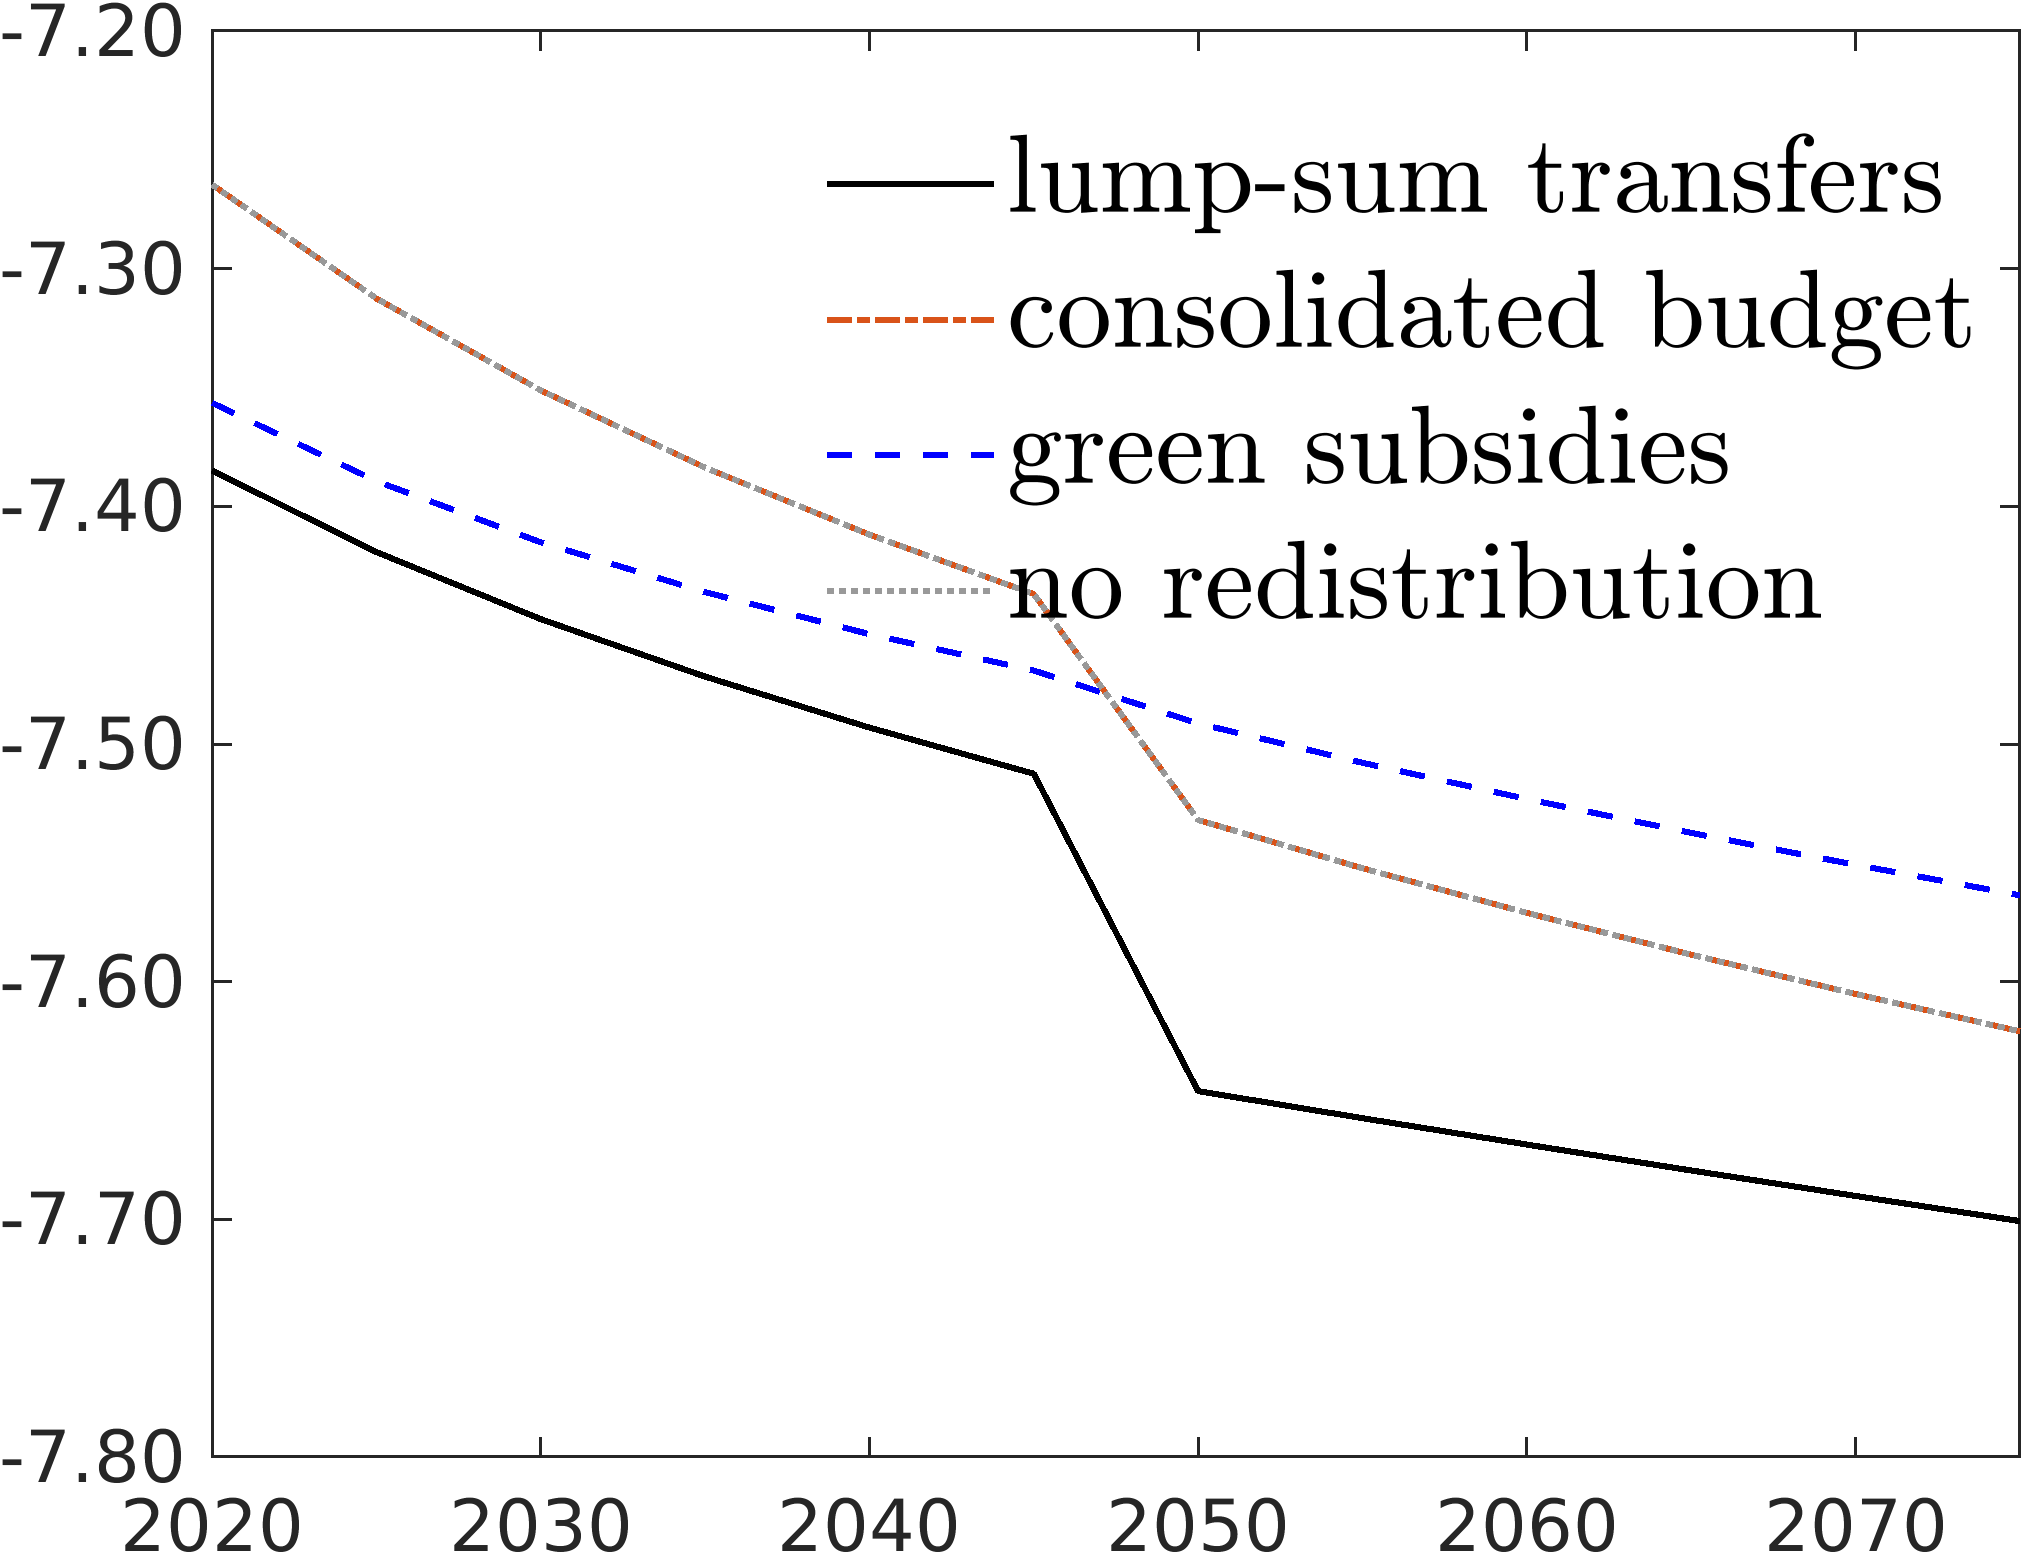 -7.20
-7.30
-7.40
-7.50
-7.60
-7.70
-7.80
lump-sum transfers
consolidated budget
green subsidies
no redistribution
2020 2030 2040 2050 2060 2070